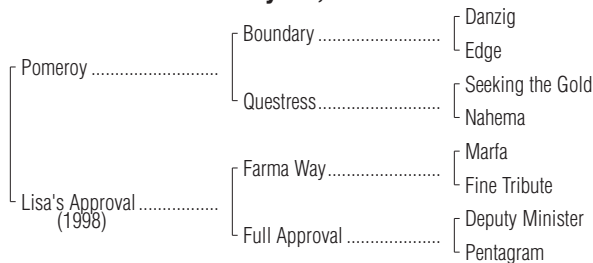 Danzig
Boundary ........................
Edge
Pomeroy .........................
Seeking the Gold
Questress........................
Nahema
Marfa
Farma Way.......................
Fine Tribute
Lisa's Approval ................
(1998)
Deputy Minister
Full Approval ...................
Pentagram